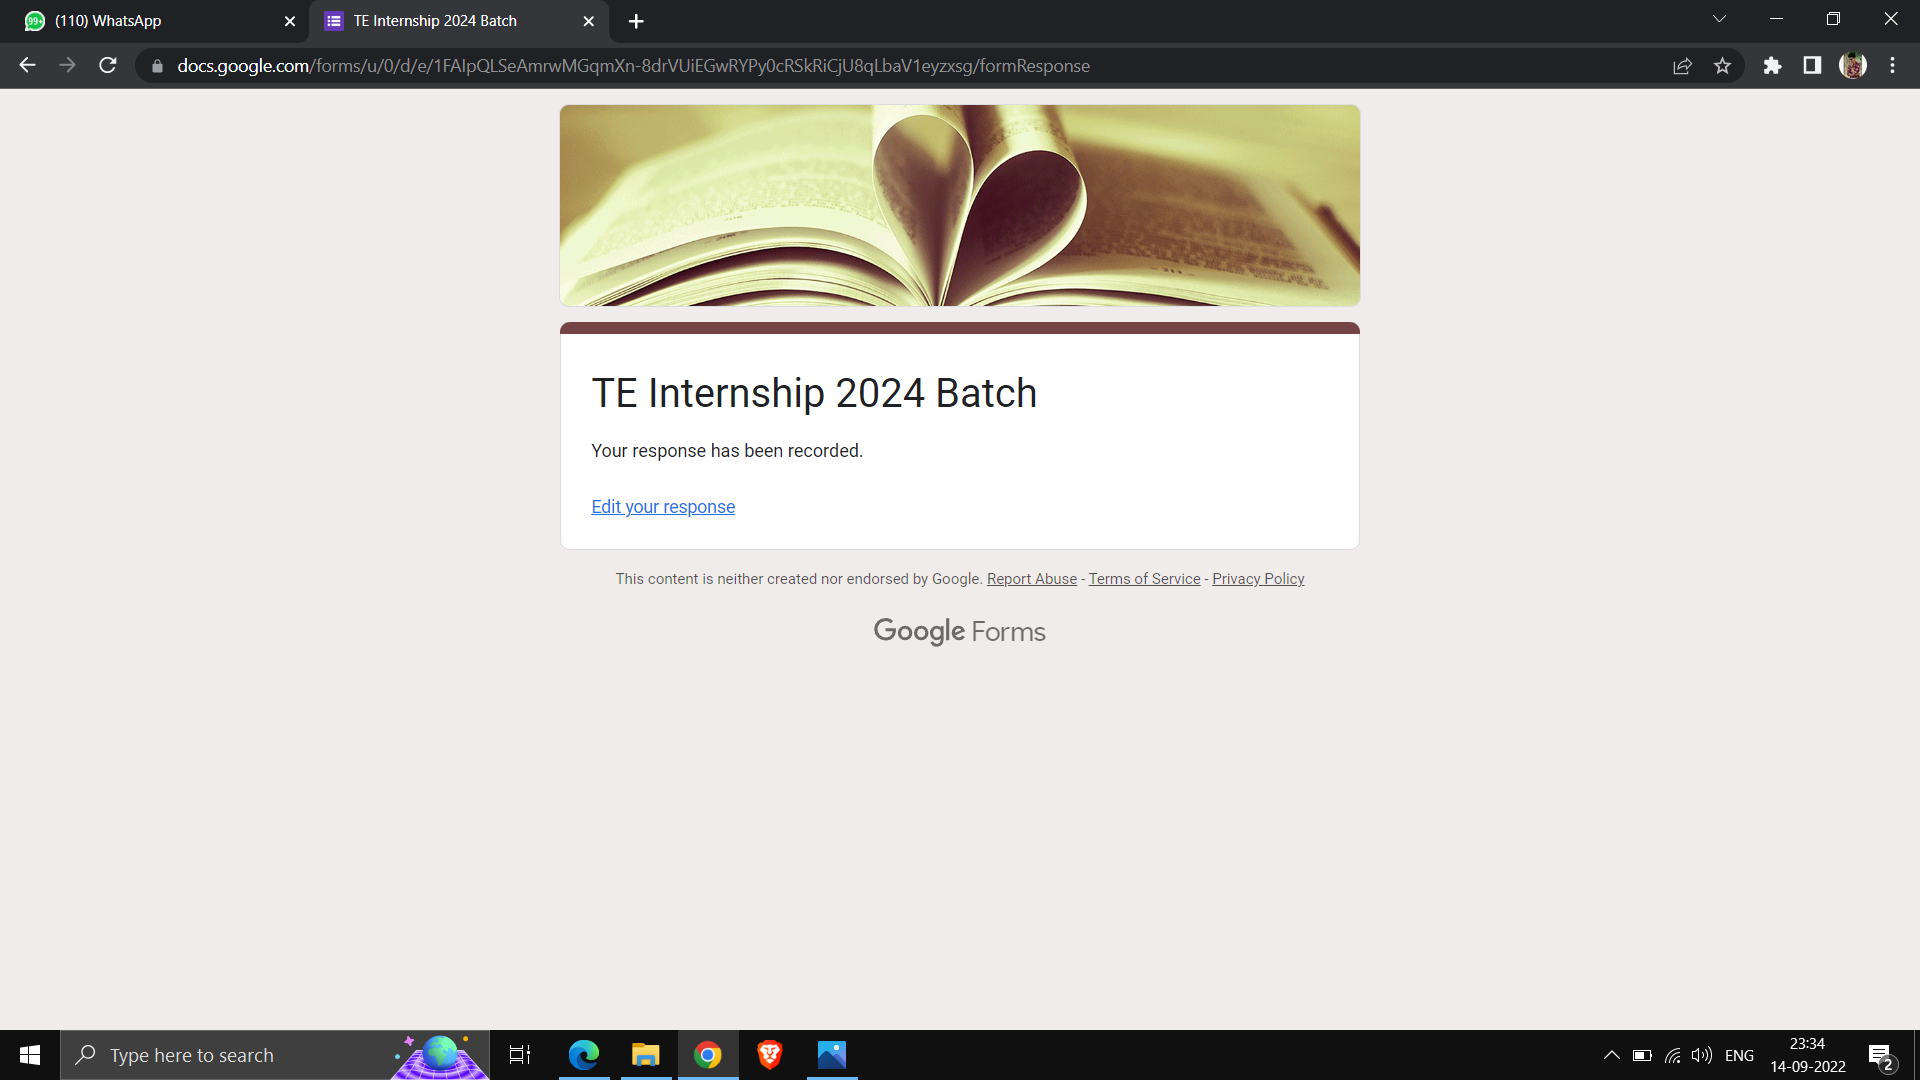 (110) WhatsApp
TE Internship 2024 Batch
docs.google.com/forms/u/0/d/e/1FAIpQLSeAmrwMGqmXn-8drVUiEGwRYPy0cRSkRiCjU8qLbaV1eyzxsg/formResponse
TE Internship 2024 Batch
Your response has been recorded.
Edit your response
This content is neither created nor endorsed by Google. Report Abuse - Terms of Service - Privacy Policy
Google Forms
Type here to search
ENG
23:34
14-09-2022
2